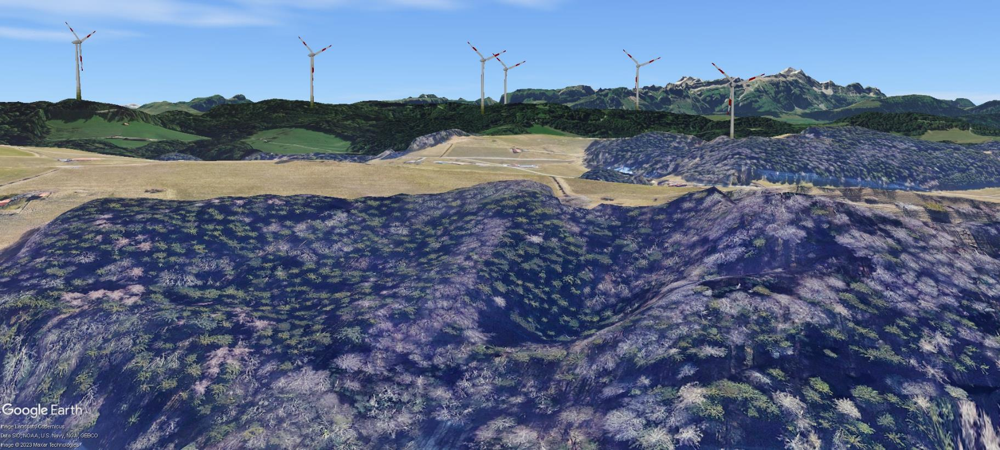 Google Earth
Image Landsat / Copernicus
Data SIO, NOAA, U.S. Navy, NGA, GEBCO
Image © 2023 Maxar Technologies